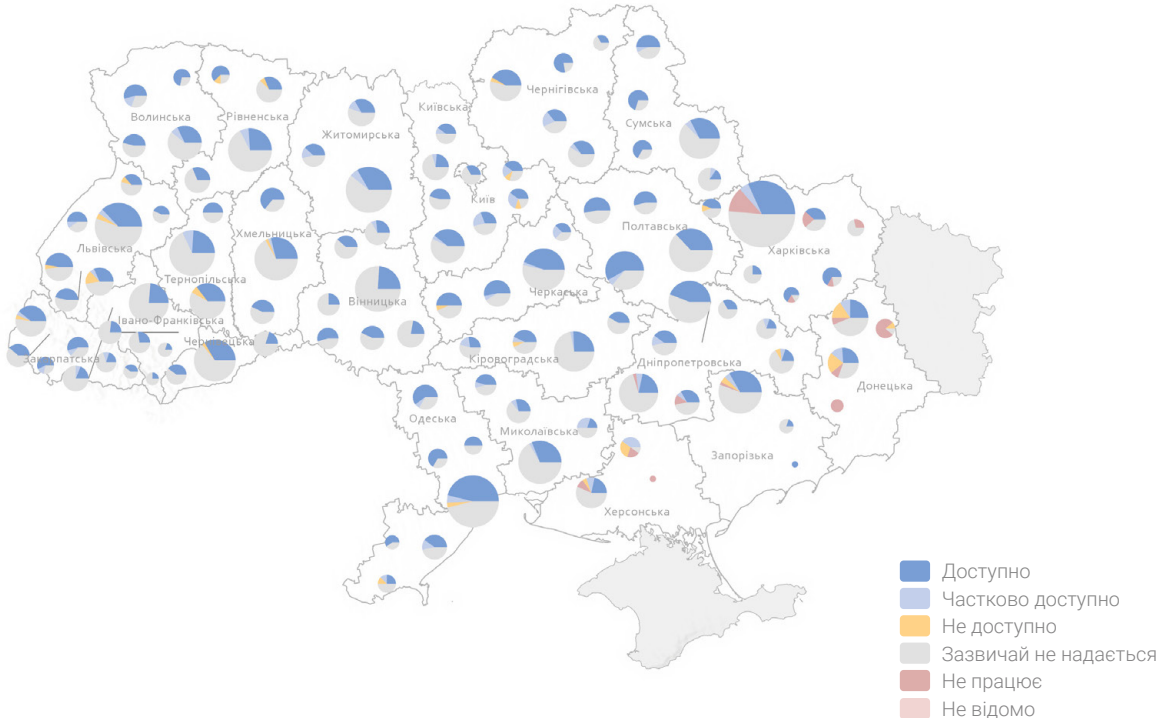 Чернігівська
Київська
Волинська
Рівненська
Сумська
Житомирська
Київ
Полтавська
Хмельницька
Львівська
Харківська
Тернопільська
Черкаська
Вінницька
Івано-Франківська
Чернівецька
Закарпатська
Кіровоградська
Дніпропетровська
Донецька
Одеська
Миколаївська
Запорізька
Херсонська
Доступно
Частково доступно
Не доступно
Зазвичай не надається
Не працює
Не відомо